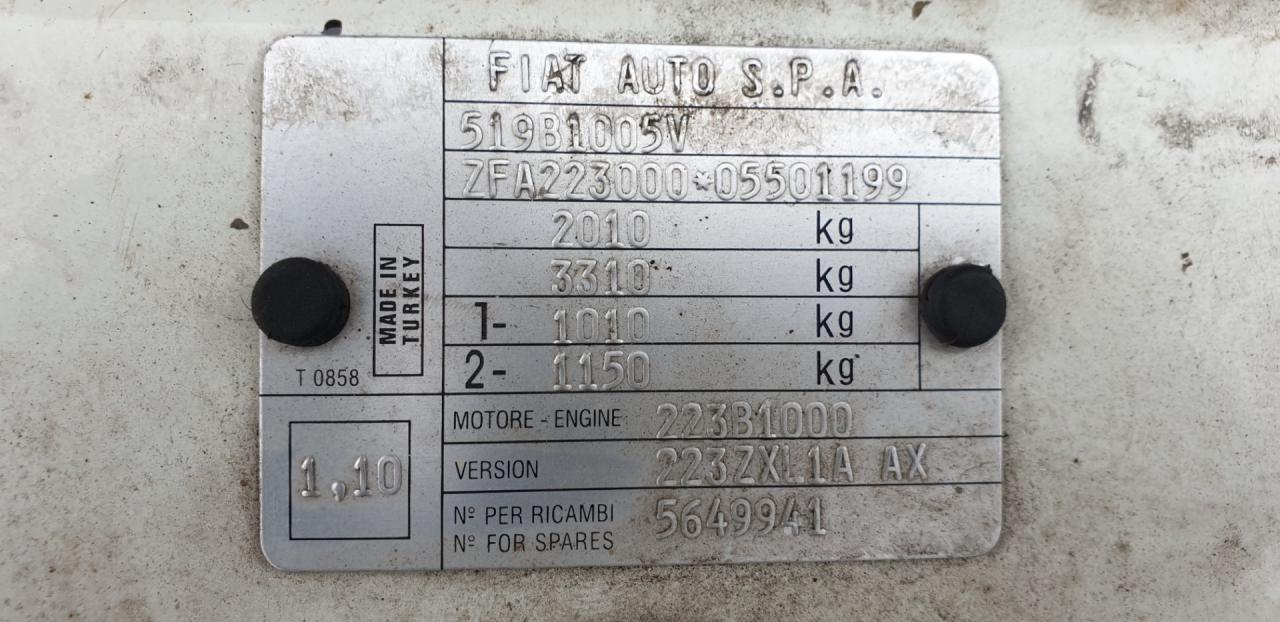 FIAT AUTO S.P.A.
519B1005V
ZFA223000*05501199
2010 kg
3310 kg
1- 1010 kg
2- 1150 kg
MADE IN
TURKEY
T 0858
1,10
MOTORE - ENGINE 223B1000
VERSION 223ZXL1A AX
Nº PER RICAMBI 5649941
Nº FOR SPARES